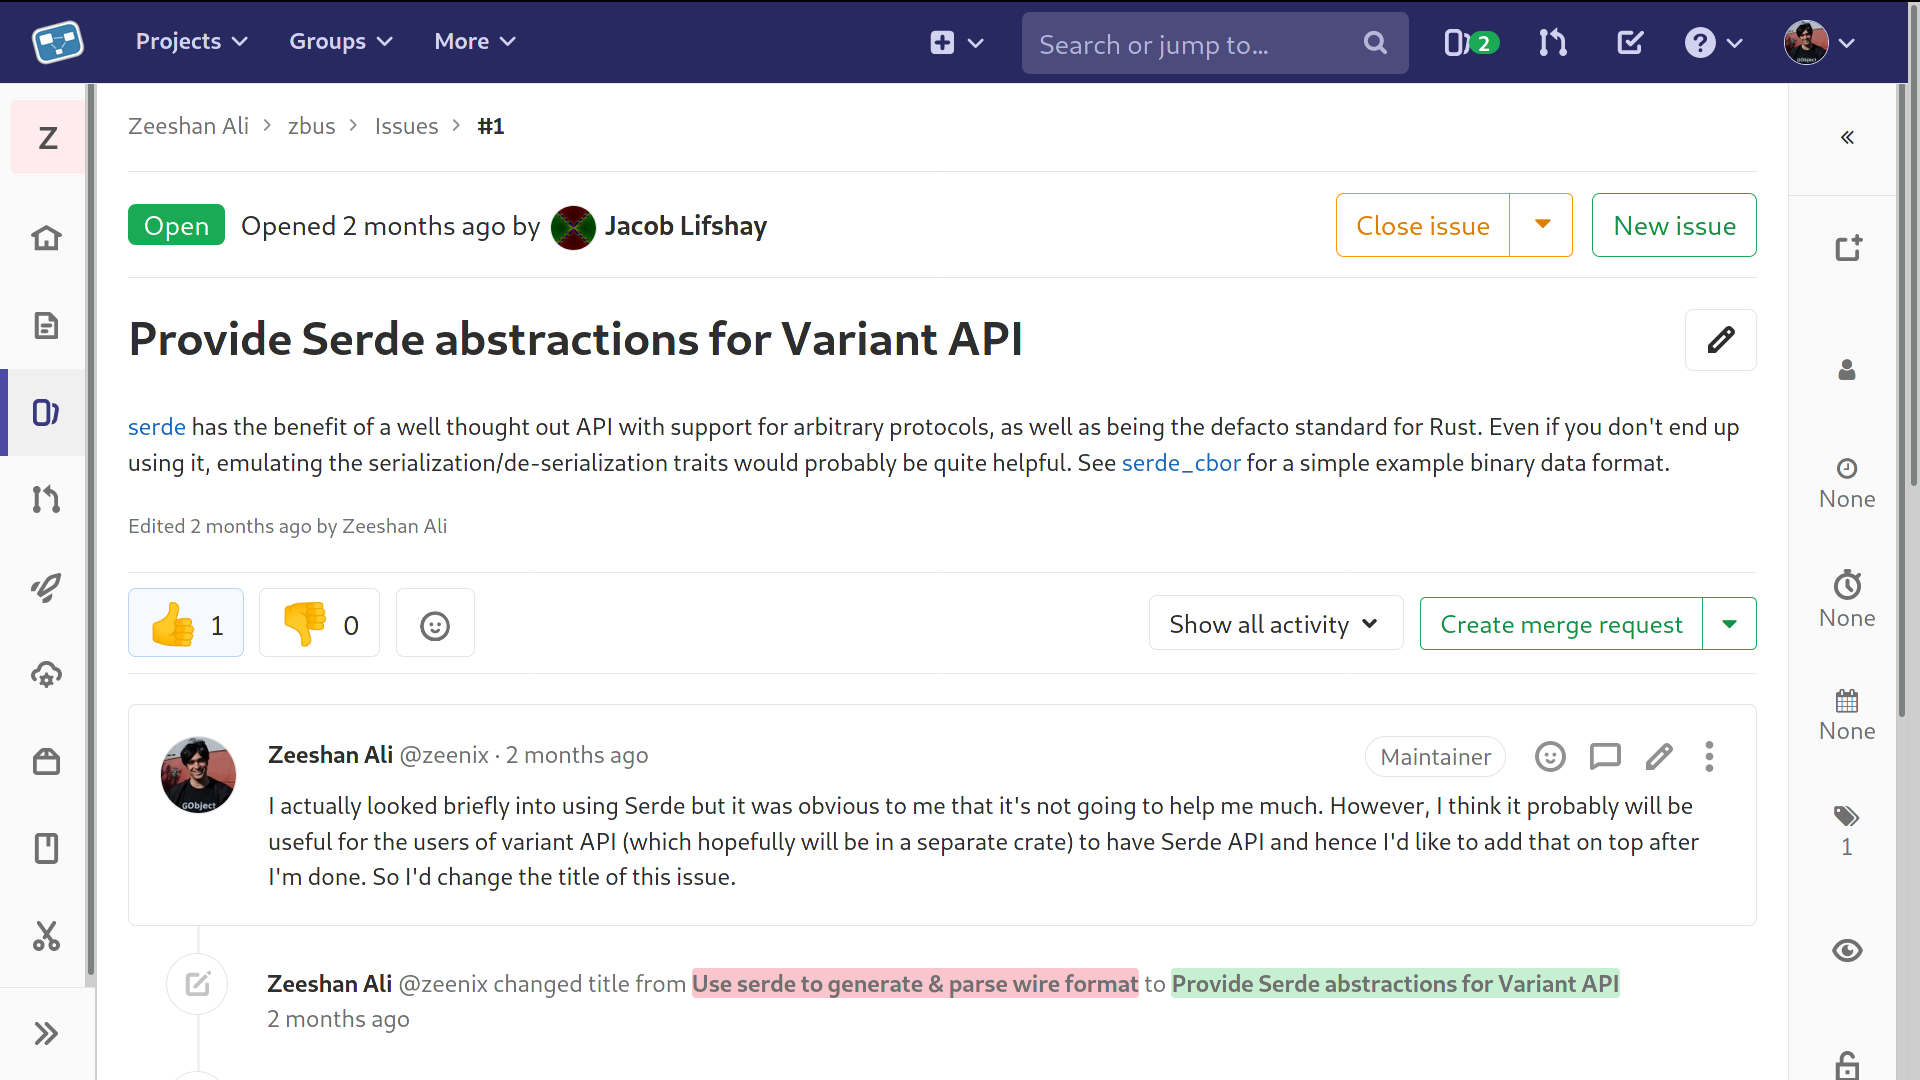 Projects Groups More Search or jump to... 2
Z
Zeeshan Ali > zbus > Issues > #1
Open Opened 2 months ago by Jacob Lifshay Close issue New issue
Provide Serde abstractions for Variant API
serde has the benefit of a well thought out API with support for arbitrary protocols, as well as being the defacto standard for Rust. Even if you don't end up
using it, emulating the serialization/de-serialization traits would probably be quite helpful. See serde_cbor for a simple example binary data format.
None
Edited 2 months ago by Zeeshan Ali
1 0 Show all activity Create merge request
None
None
Zeeshan Ali @zeenix · 2 months ago Maintainer
I actually looked briefly into using Serde but it was obvious to me that it's not going to help me much. However, I think it probably will be
useful for the users of variant API (which hopefully will be in a separate crate) to have Serde API and hence I'd like to add that on top after
I'm done. So I'd change the title of this issue.
GObject
1
Zeeshan Ali @zeenix changed title from Use serde to generate & parse wire format to Provide Serde abstractions for Variant API
2 months ago